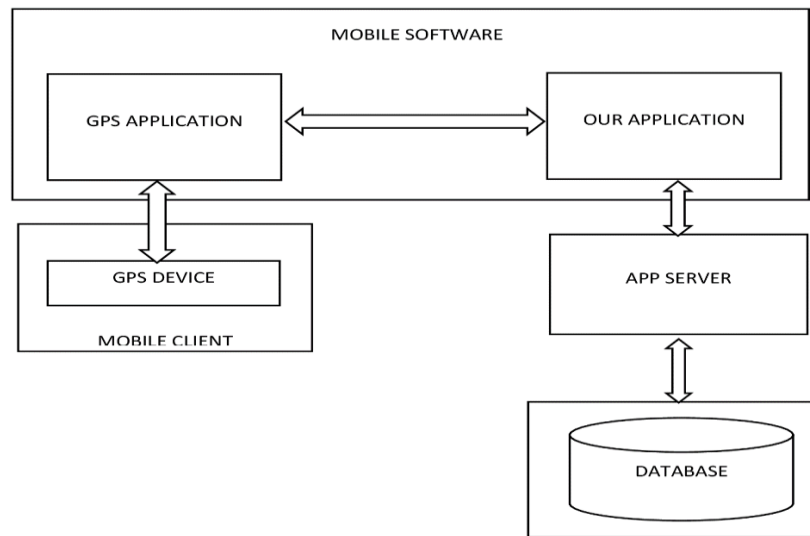 MOBILE SOFTWARE
GPS APPLICATION
OUR APPLICATION
GPS DEVICE
MOBILE CLIENT
APP SERVER
DATABASE